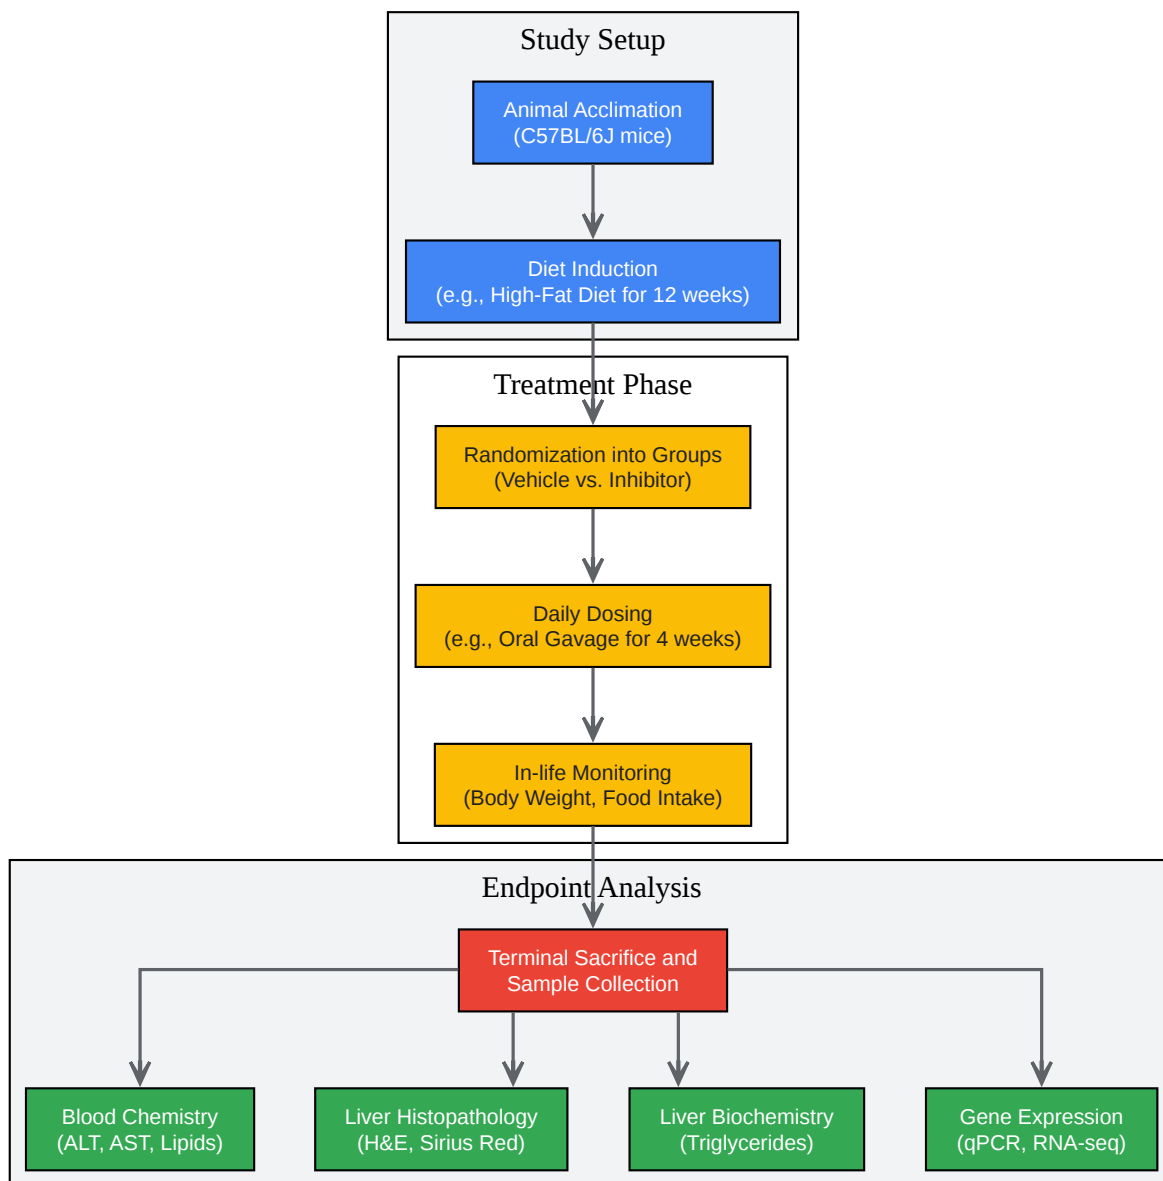 Study Setup
Animal Acclimation
(C57BL/6J mice)
Diet Induction
(e.g., High-Fat Diet for 12 weeks)
Treatment Phase
Randomization into Groups
(Vehicle vs. Inhibitor)
Daily Dosing
(e.g., Oral Gavage for 4 weeks)
In-life Monitoring
(Body Weight, Food Intake)
Endpoint Analysis
Terminal Sacrifice and
Sample Collection
Blood Chemistry
(ALT, AST, Lipids)
Liver Histopathology
(H&E, Sirius Red)
Liver Biochemistry
(Triglycerides)
Gene Expression
(qPCR, RNA-seq)